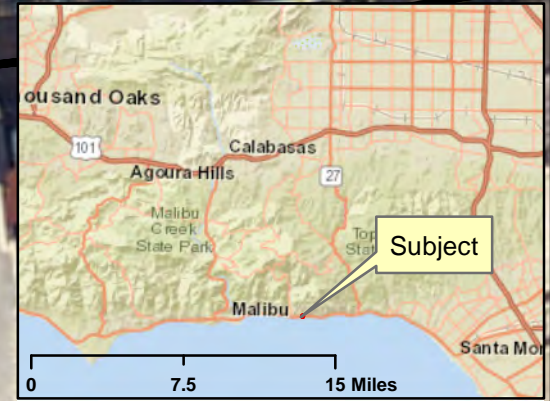 ousand Oaks
101
Calabasas
Agoura Hills
27
Malibu
Creek
State Park
Top
Stat
Subject
Malibu
Santa Mo
0 7.5 15 Miles